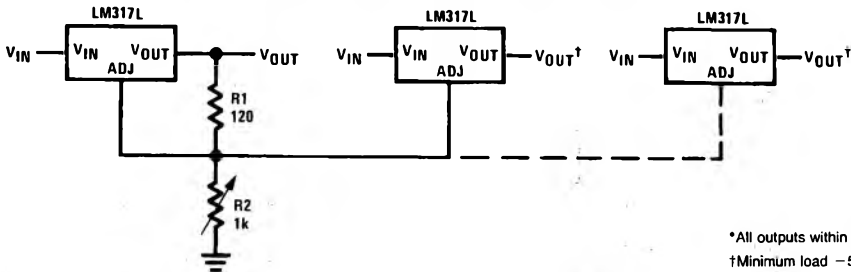 LM317L
VIN VIN VOUT VOUT
ADJ
R1
120
R2
1k
LM317L
VIN VIN VOUT VOUT†
ADJ
LM317L
VIN VIN VOUT VOUT†
ADJ
*All outputs within
†Minimum load −5